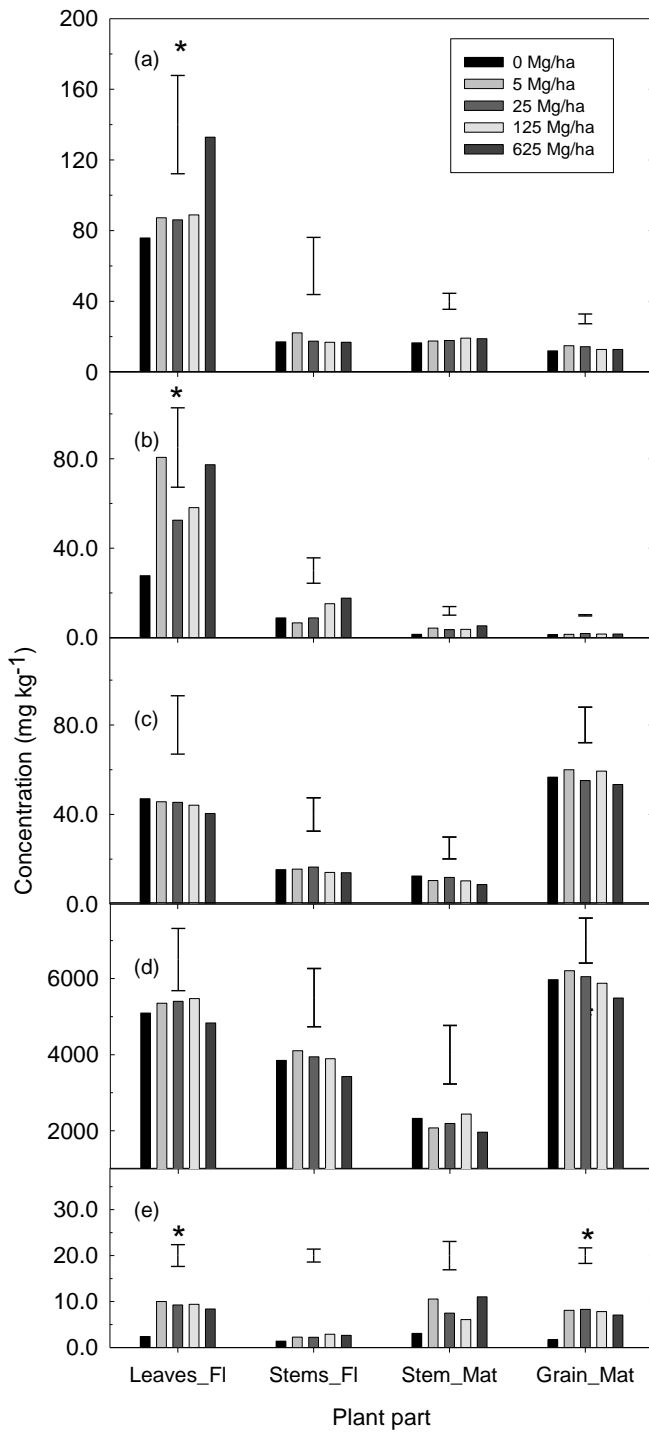 200
160
120
80
40
0
(a)
*
0 Mg/ha
5 Mg/ha
25 Mg/ha
125 Mg/ha
625 Mg/ha
80.0
40.0
0.0
(b)
*
Concentration (mg kg-1)
80.0
40.0
0.0
(c)
6000
4000
2000
(d)
30.0
20.0
10.0
0.0
(e)
*
*
Leaves_Fl Stems_Fl Stem_Mat Grain_Mat
Plant part